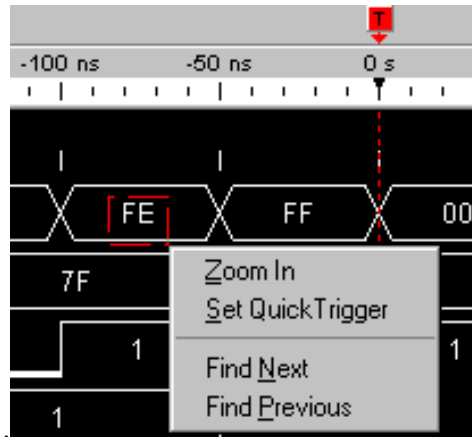 T
-100 ns -50 ns 0 s
FE FF 00
7F
1 1
1
Zoom In
Set QuickTrigger
Find Next
Find Previous